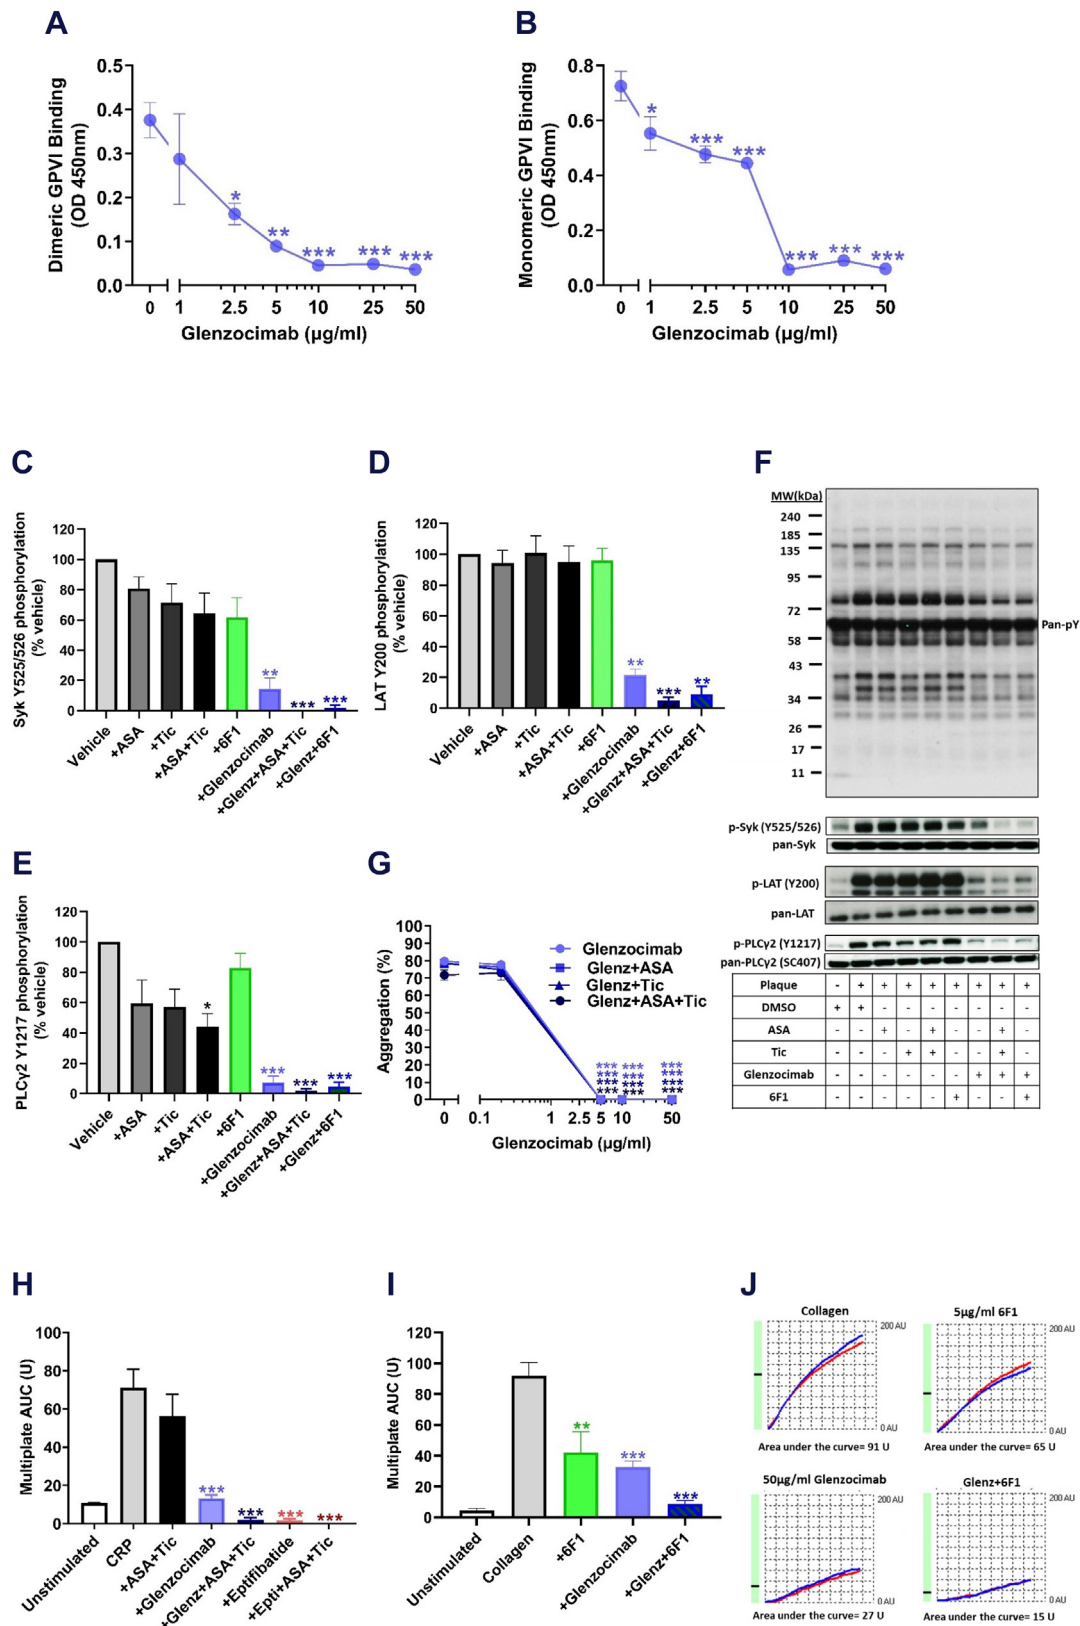 A
Dimeric GPVI Binding
(OD 450nm)
0.5
0.4
0.3
0.2
0.1
0.0
*
**
***
***
***
0 1 2.5 5 10 25 50
Glenzocimab (µg/ml)
B
Monomeric GPVI Binding
(OD 450nm)
0.8
0.6
0.4
0.2
0.0
*
***
***
***
***
***
0 1 2.5 5 10 25 50
Glenzocimab (µg/ml)
C
Syk Y525/526 phosphorylation
(% vehicle)
120
100
80
60
40
20
0
**
***
***
Vehicle
+ASA
+Tic
+ASA+Tic
+6F1
+Glenzocimab
+Glenz+ASA+Tic
+Glenz+6F1
D
LAT Y200 phosphorylation
(% vehicle)
120
100
80
60
40
20
0
**
***
**
Vehicle
+ASA
+Tic
+ASA+Tic
+6F1
+Glenzocimab
+Glenz+ASA+Tic
+Glenz+6F1
E
PLCγ2 Y1217 phosphorylation
(% vehicle)
120
100
80
60
40
20
0
*
***
***
***
Vehicle
+ASA
+Tic
+ASA+Tic
+6F1
+Glenzocimab
+Glenz+ASA+Tic
+Glenz+6F1
F
MW(kDa)
240
185
135
95
72
58
43
34
26
17
11
Pan-pY
p-Syk (Y525/526)
pan-Syk
p-LAT (Y200)
pan-LAT
p-PLCγ2 (Y1217)
pan-PLCγ2 (SC407)
Plaque - + + + + + + + +
DMSO + + - - - - - - -
ASA - - + - + - - + -
Tic - - - + + - - + -
Glenzocimab - - - - - - + + +
6F1 - - - - - + - - +
G
Aggregation (%)
100
90
80
70
60
50
40
30
20
10
0
Glenzocimab
Glenz+ASA
Glenz+Tic
Glenz+ASA+Tic
*** *** ***
*** *** ***
*** *** ***
*** *** ***
0 0.1 1 2.5 5 10 50
Glenzocimab (µg/ml)
H
Multiplate AUC (U)
100
80
60
40
20
0
***
***
***
***
Unstimulated
CRP
+ASA+Tic
+Glenzocimab
+Glenz+ASA+Tic
+Eptifibatide
+Epti+ASA+Tic
I
Multiplate AUC (U)
120
100
80
60
40
20
0
**
***
***
Unstimulated
Collagen
+6F1
+Glenzocimab
+Glenz+6F1
J
Collagen
200 AU
0 AU
Area under the curve= 91 U
5µg/ml 6F1
200 AU
0 AU
Area under the curve= 65 U
50µg/ml Glenzocimab
200 AU
0 AU
Area under the curve= 27 U
Glenz+6F1
200 AU
0 AU
Area under the curve= 15 U